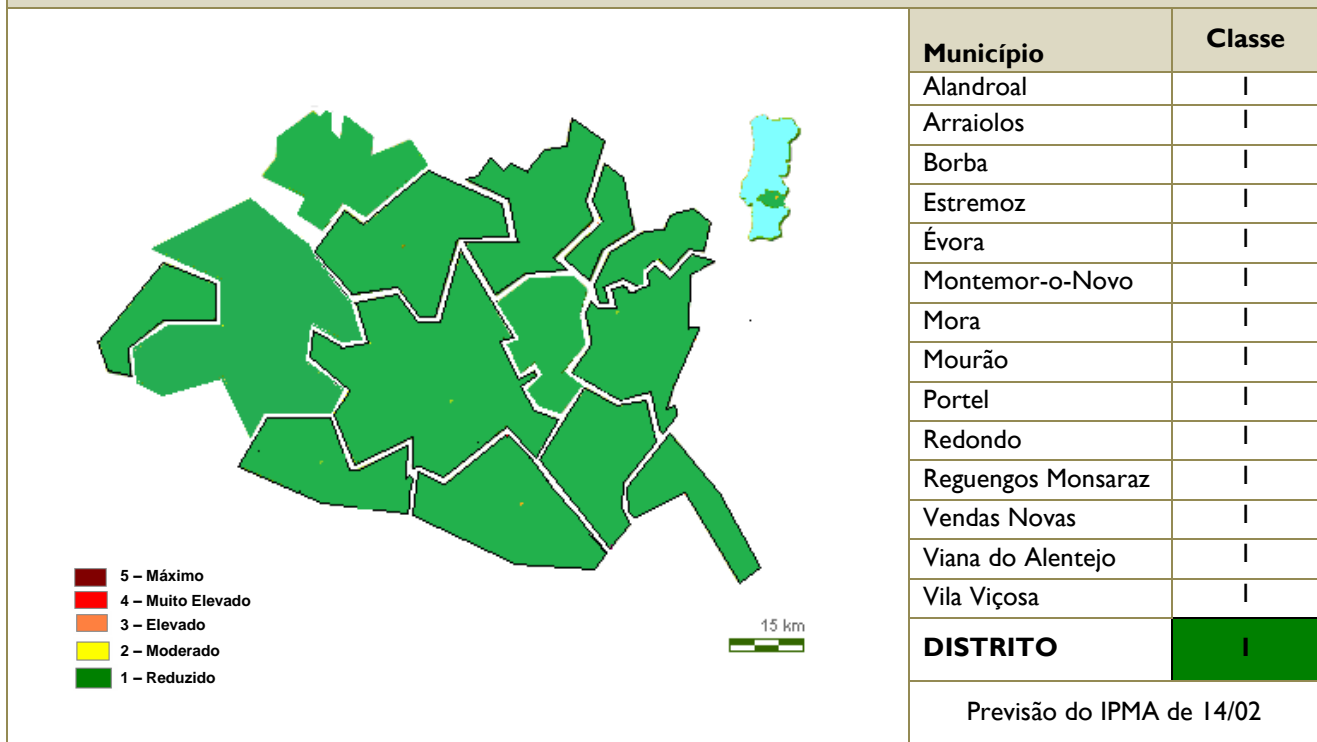 Município Classe
Alandroal 1
Arraiolos 1
Borba 1
Estremoz 1
Évora 1
Montemor-o-Novo 1
Mora 1
Mourão 1
Portel 1
Redondo 1
Reguengos Monsaraz 1
Vendas Novas 1
Viana do Alentejo 1
Vila Viçosa 1
DISTRITO 1
Previsão do IPMA de 14/02
5 – Máximo
4 – Muito Elevado
3 – Elevado
2 – Moderado
1 – Reduzido
15 km